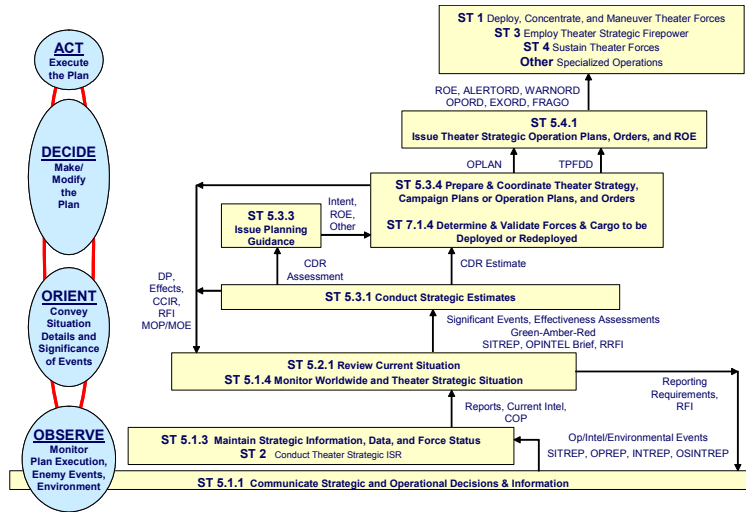 ST 1 Deploy, Concentrate, and Maneuver Theater Forces
ST 3 Employ Theater Strategic Firepower
ST 4 Sustain Theater Forces
Other Specialized Operations
ACT
Execute
the Plan
ROE, ALERTORD, WARNORD
OPORD, EXORD, FRAGO
ST 5.4.1
Issue Theater Strategic Operation Plans, Orders, and ROE
DECIDE
Make/
Modify
the
Plan
OPLAN
TPFDD
ST 5.3.4 Prepare & Coordinate Theater Strategy,
Campaign Plans or Operation Plans, and Orders
ST 7.1.4 Determine & Validate Forces & Cargo to be
Deployed or Redeployed
Intent,
ROE,
Other
ST 5.3.3
Issue Planning
Guidance
CDR
Assessment
CDR Estimate
DP,
Effects,
CCIR,
RFI
MOP/MOE
ST 5.3.1 Conduct Strategic Estimates
ORIENT
Convey
Situation
Details and
Significance
of Events
Significant Events, Effectiveness Assessments
Green-Amber-Red
SITREP, OPINTEL Brief, RRFI
ST 5.2.1 Review Current Situation
ST 5.1.4 Monitor Worldwide and Theater Strategic Situation
Reporting
Requirements,
RFI
Reports, Current Intel,
COP
OBSERVE
Monitor
Plan Execution,
Enemy Events,
Environment
ST 5.1.3 Maintain Strategic Information, Data, and Force Status
ST 2 Conduct Theater Strategic ISR
Op/Intel/Environmental Events
SITREP, OPREP, INTREP, OSINTREP
ST 5.1.1 Communicate Strategic and Operational Decisions & Information